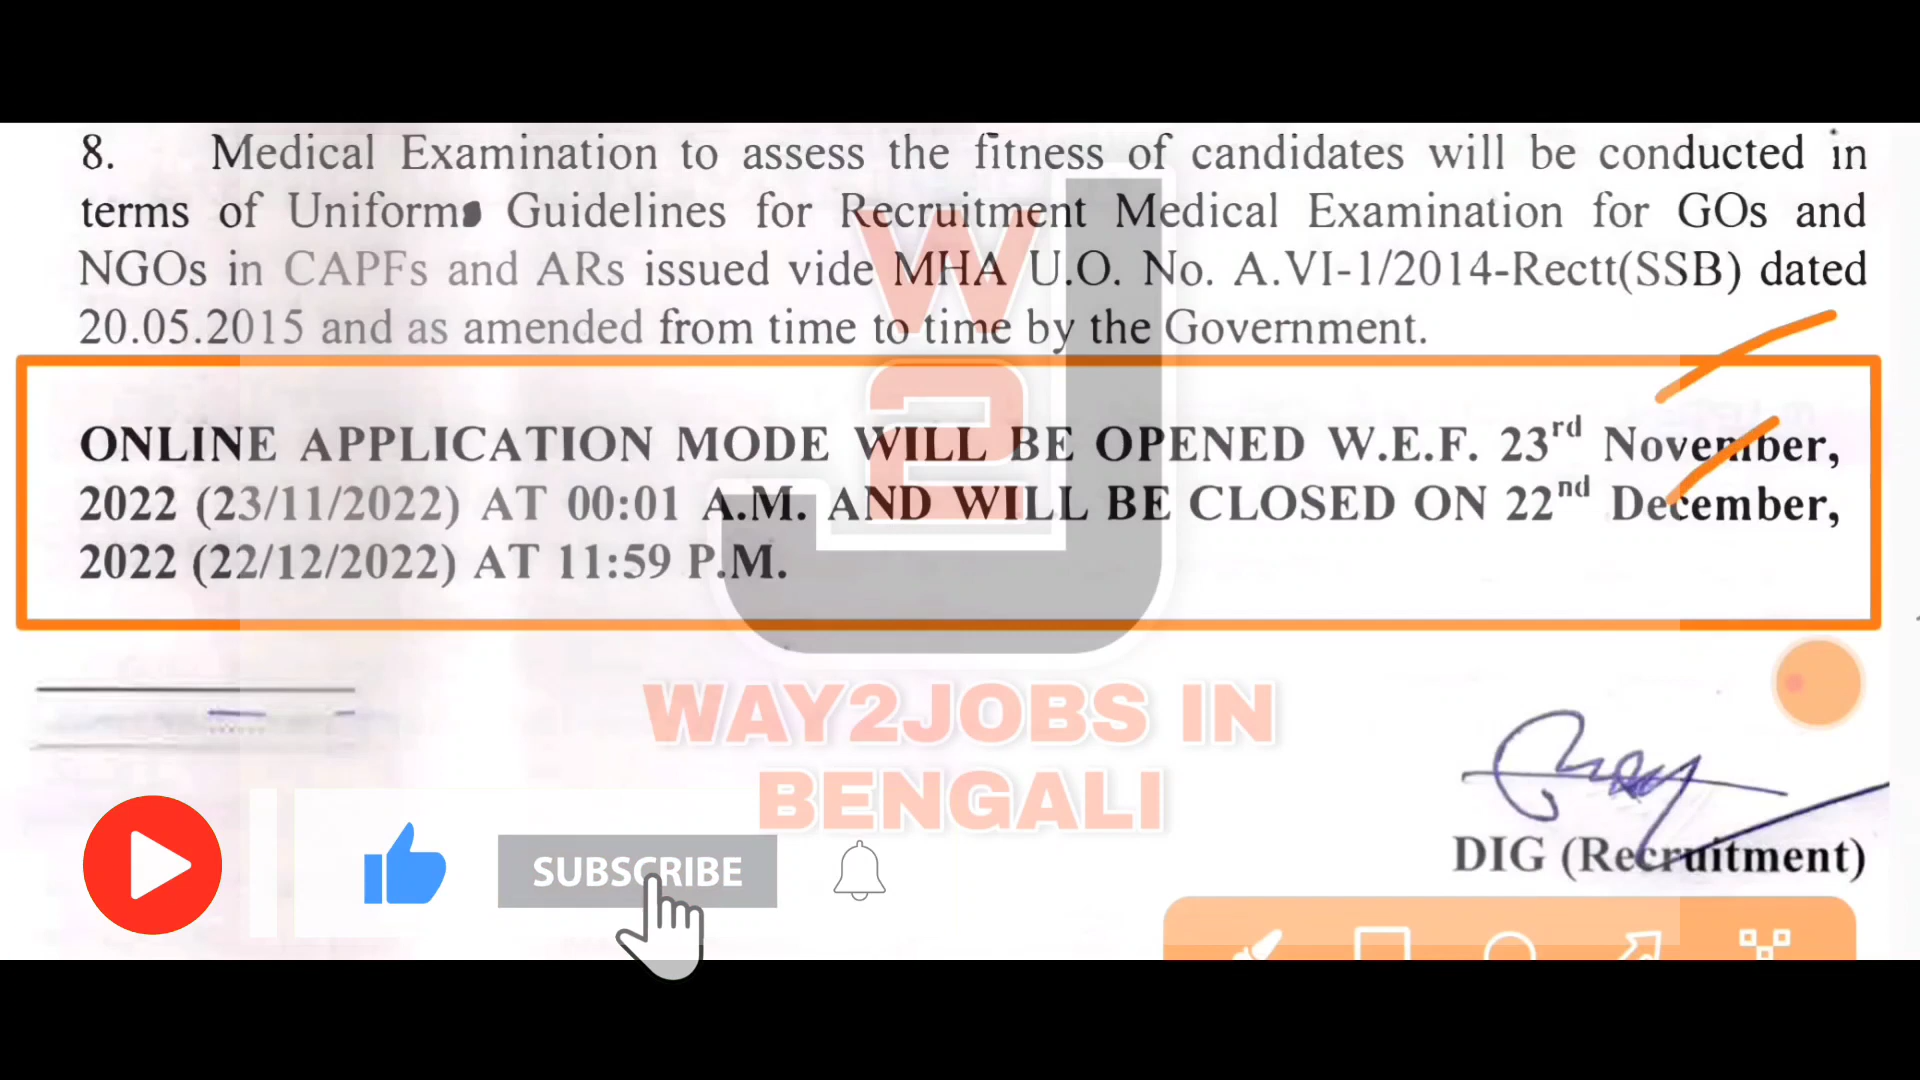 8. Medical Examination to assess the fitness of candidates will be conducted in
terms of Uniform Guidelines for Recruitment Medical Examination for GOs and
NGOs in CAPFs and ARs issued vide MHA U.O. No. A.VI-1/2014-Rectt(SSB) dated
20.05.2015 and as amended from time to time by the Government.
ONLINE APPLICATION MODE WILL BE OPENED W.E.F. 23rd November,
2022 (23/11/2022) AT 00:01 A.M. AND WILL BE CLOSED ON 22nd December,
2022 (22/12/2022) AT 11:59 P.M.
W
2
J
WAY2JOBS IN
BENGALI
SUBSCRIBE
DIG (Recruitment)